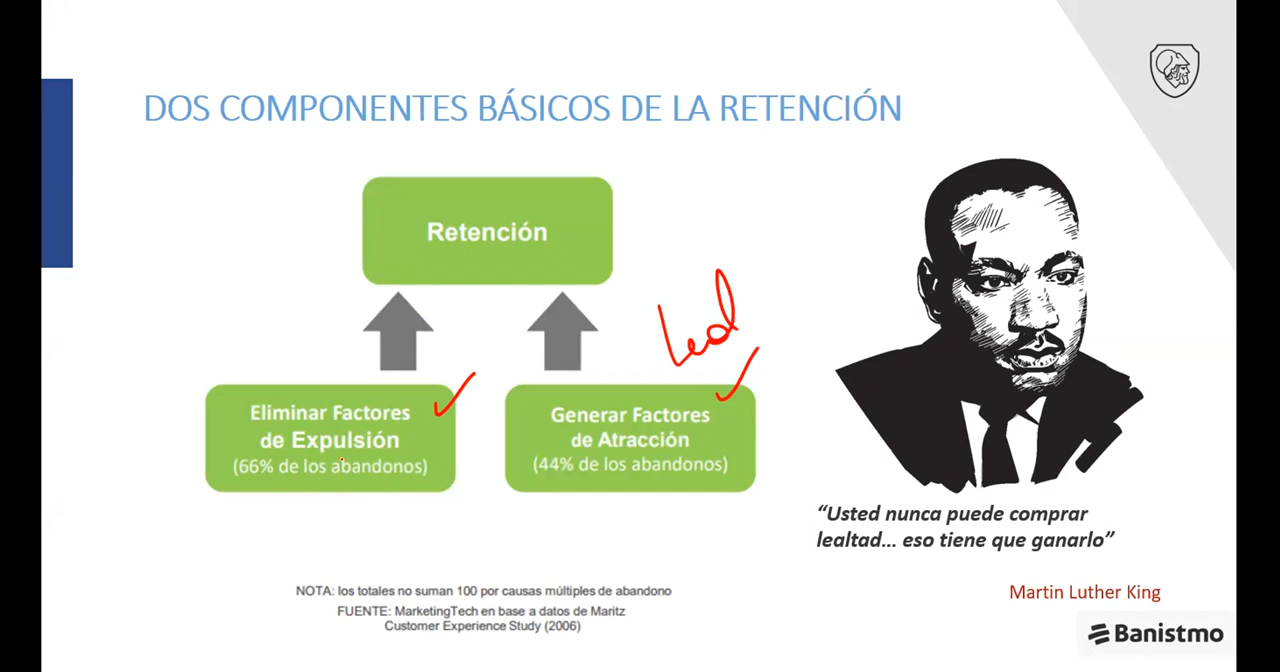 DOS COMPONENTES BÁSICOS DE LA RETENCIÓN
Retención
Leal
Eliminar Factores
de Expulsión
(66% de los abandonos)
Generar Factores
de Atracción
(44% de los abandonos)
“Usted nunca puede comprar
lealtad... eso tiene que ganarlo”
Martin Luther King
NOTA: los totales no suman 100 por causas múltiples de abandono
FUENTE: MarketingTech en base a datos de Maritz
Customer Experience Study (2006)
Banistmo